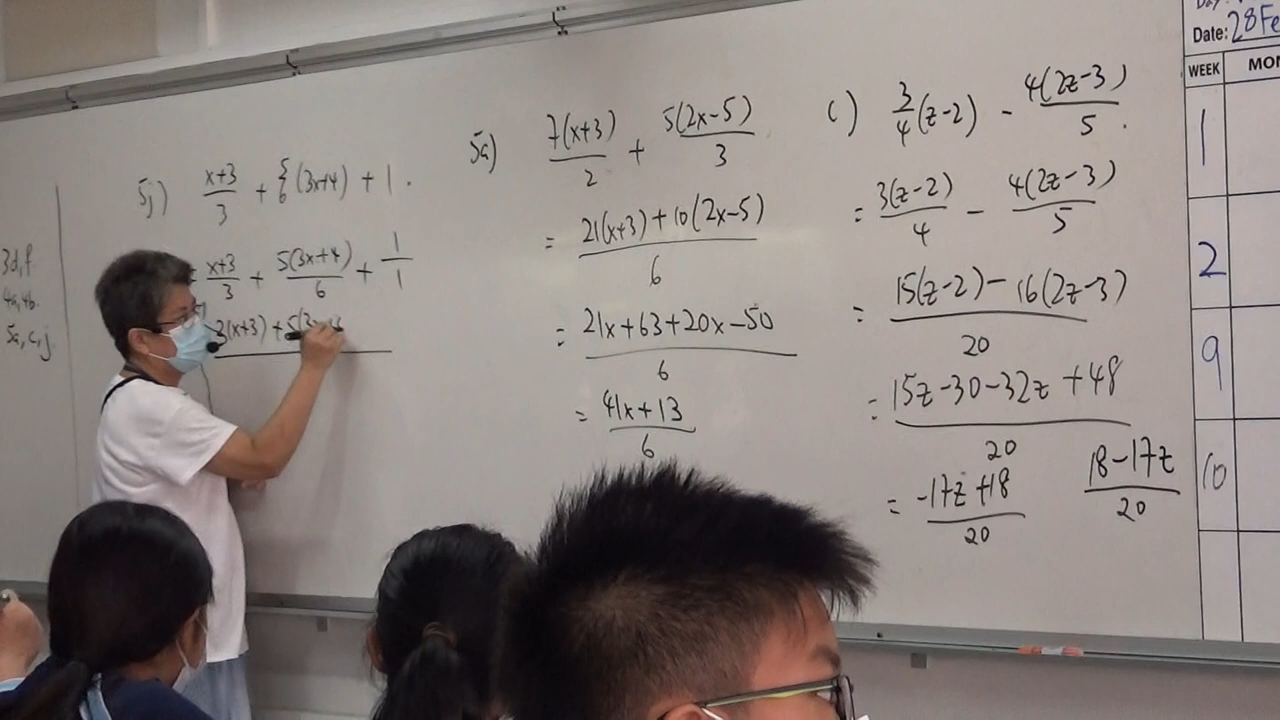 3d,f
4a,4b.
5a,c,j
5j) x+3/3 + 5/6 (3x+4) + 1.
= x+3/3 + 5(3x+4)/6 + 1/1
(x+3) + 5(3x
5a) 7(x+3)/2 + 5(2x-5)/3
= 21(x+3)+10(2x-5)/6
= 21x+63+20x-50/6
= 41x+13/6
c) 3/4(z-2) - 4(2z-3)/5.
= 3(z-2)/4 - 4(2z-3)/5
= 15(z-2)-16(2z-3)/20
= 15z-30-32z+48/20
= -17z+18/20 18-17z/20
Day:
Date: 28 Fe
WEEK MON
1
2
9
10